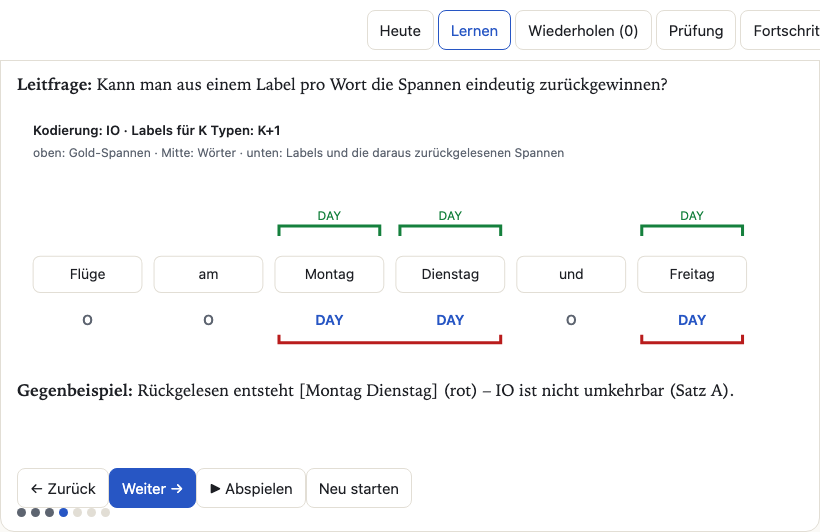 Heute Lernen Wiederholen (0) Prüfung Fortschrit
Leitfrage: Kann man aus einem Label pro Wort die Spannen eindeutig zurückgewinnen?
Kodierung: IO · Labels für K Typen: K+1
oben: Gold-Spannen · Mitte: Wörter · unten: Labels und die daraus zurückgelesenen Spannen
DAY DAY DAY
Flüge am Montag Dienstag und Freitag
O O DAY DAY O DAY
Gegenbeispiel: Rückgelesen entsteht [Montag Dienstag] (rot) – IO ist nicht umkehrbar (Satz A).
← Zurück Weiter → ▶ Abspielen Neu starten